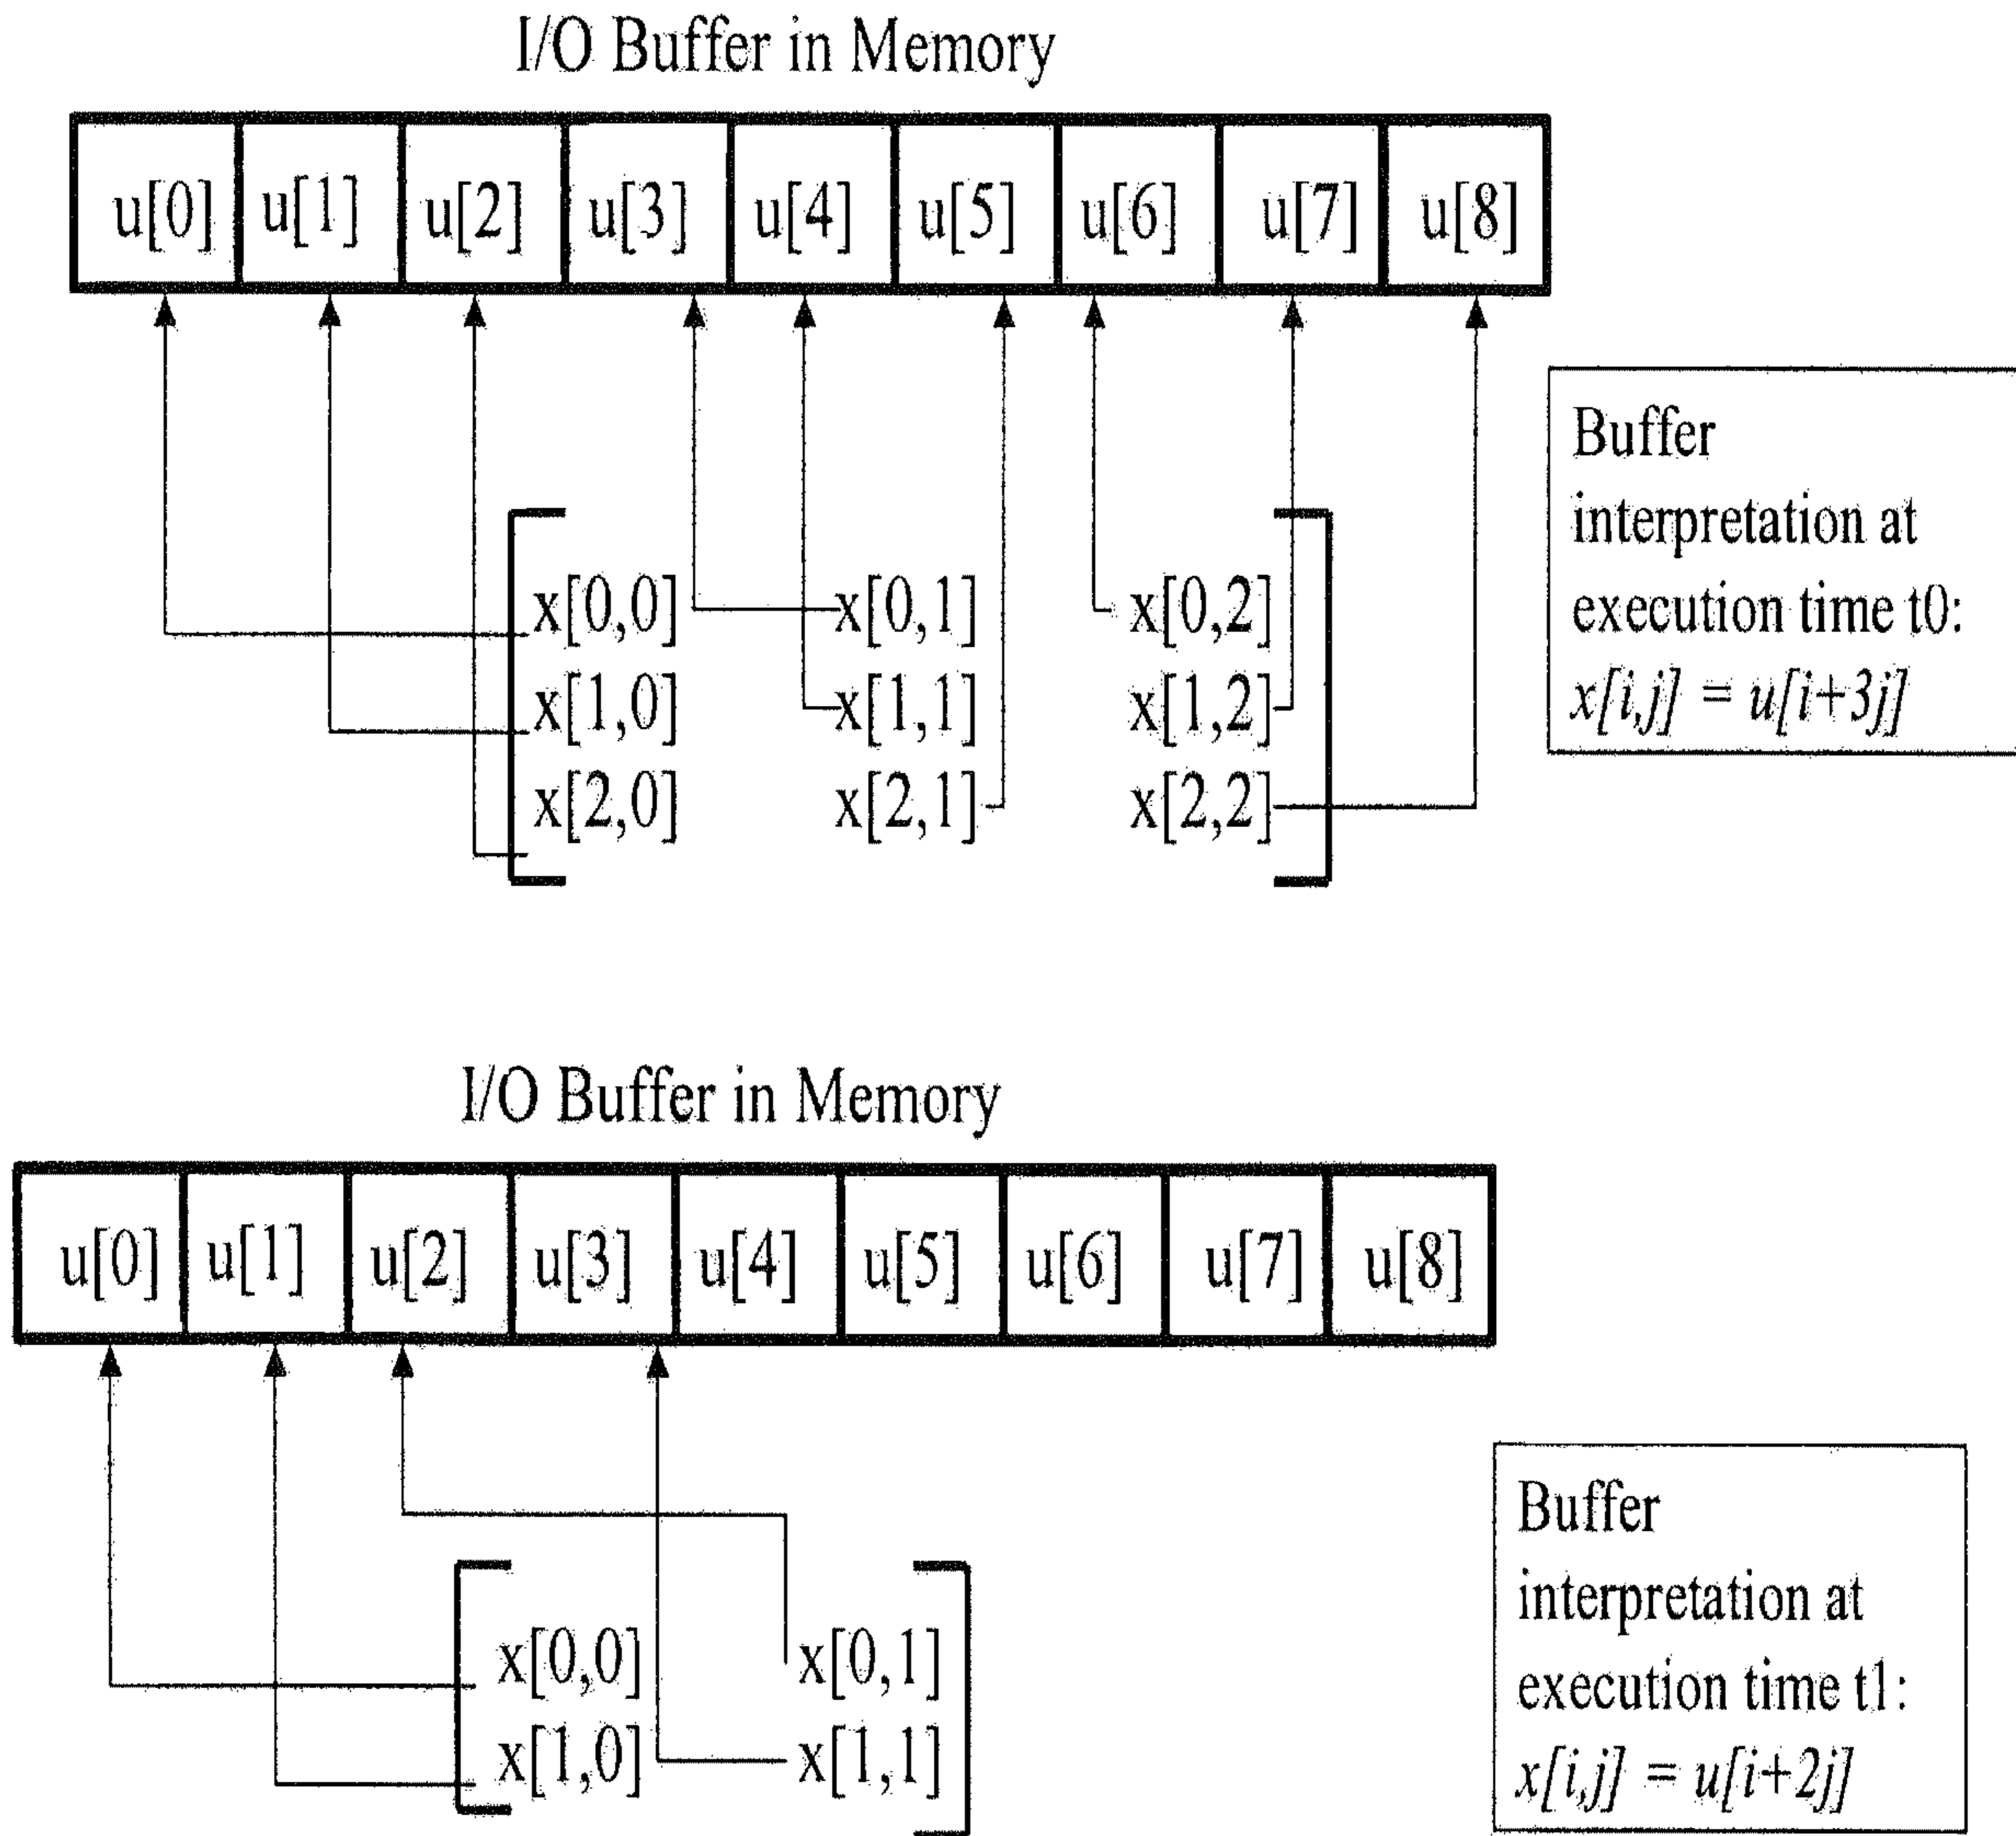 I/O Buffer in Memory
u[0] u[1] u[2] u[3] u[4] u[5] u[6] u[7] u[8]
x[0,0] x[0,1] x[0,2]
x[1,0] x[1,1] x[1,2]
x[2,0] x[2,1] x[2,2]
Buffer
interpretation at
execution time t0:
x[i,j] = u[i+3j]
I/O Buffer in Memory
u[0] u[1] u[2] u[3] u[4] u[5] u[6] u[7] u[8]
x[0,0] x[0,1]
x[1,0] x[1,1]
Buffer
interpretation at
execution time t1:
x[i,j] = u[i+2j]